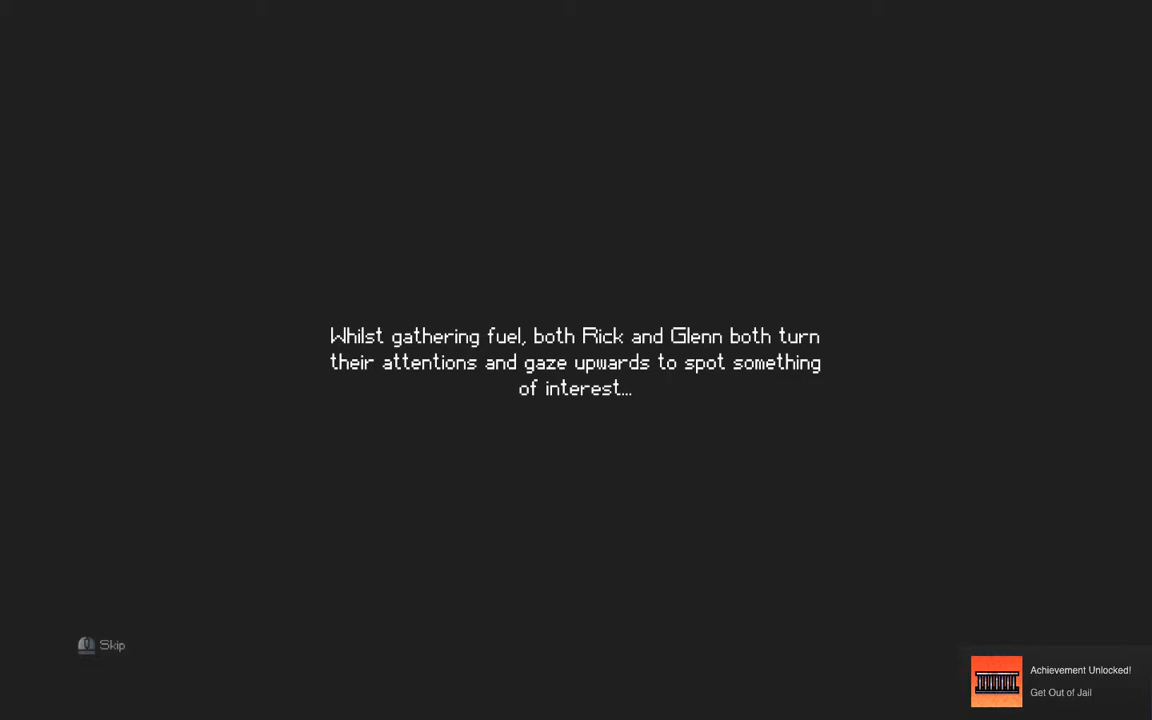 Whilst gathering fuel, both Rick and Glenn both turn
their attentions and gaze upwards to spot something
of interest...
Skip
Achievement Unlocked!
Get Out of Jail